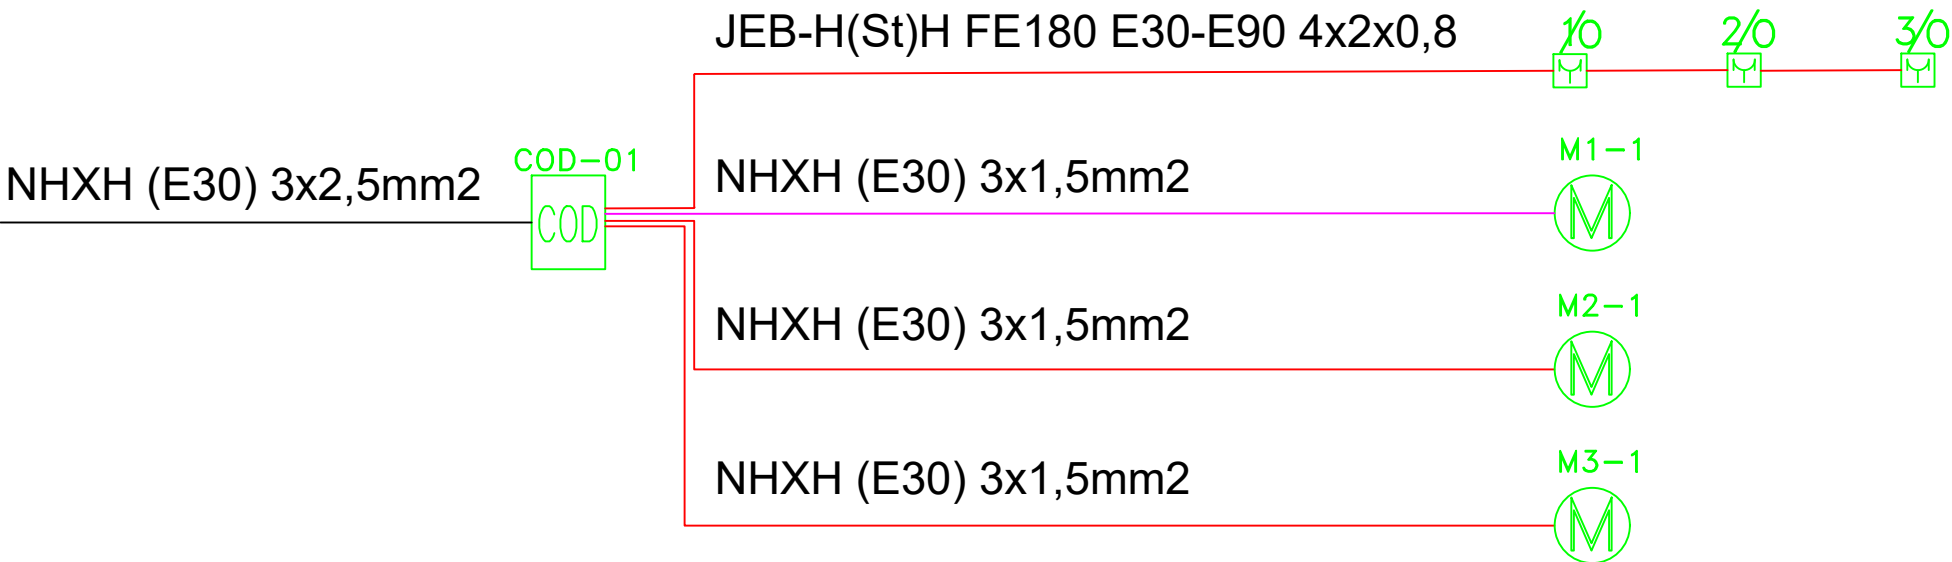 JEB-H(St)H FE180 E30-E90 4x2x0,8
1/0 2/0 3/0
NHXH (E30) 3x2,5mm2
COD-01
COD
NHXH (E30) 3x1,5mm2
M1-1
M
NHXH (E30) 3x1,5mm2
M2-1
M
NHXH (E30) 3x1,5mm2
M3-1
M